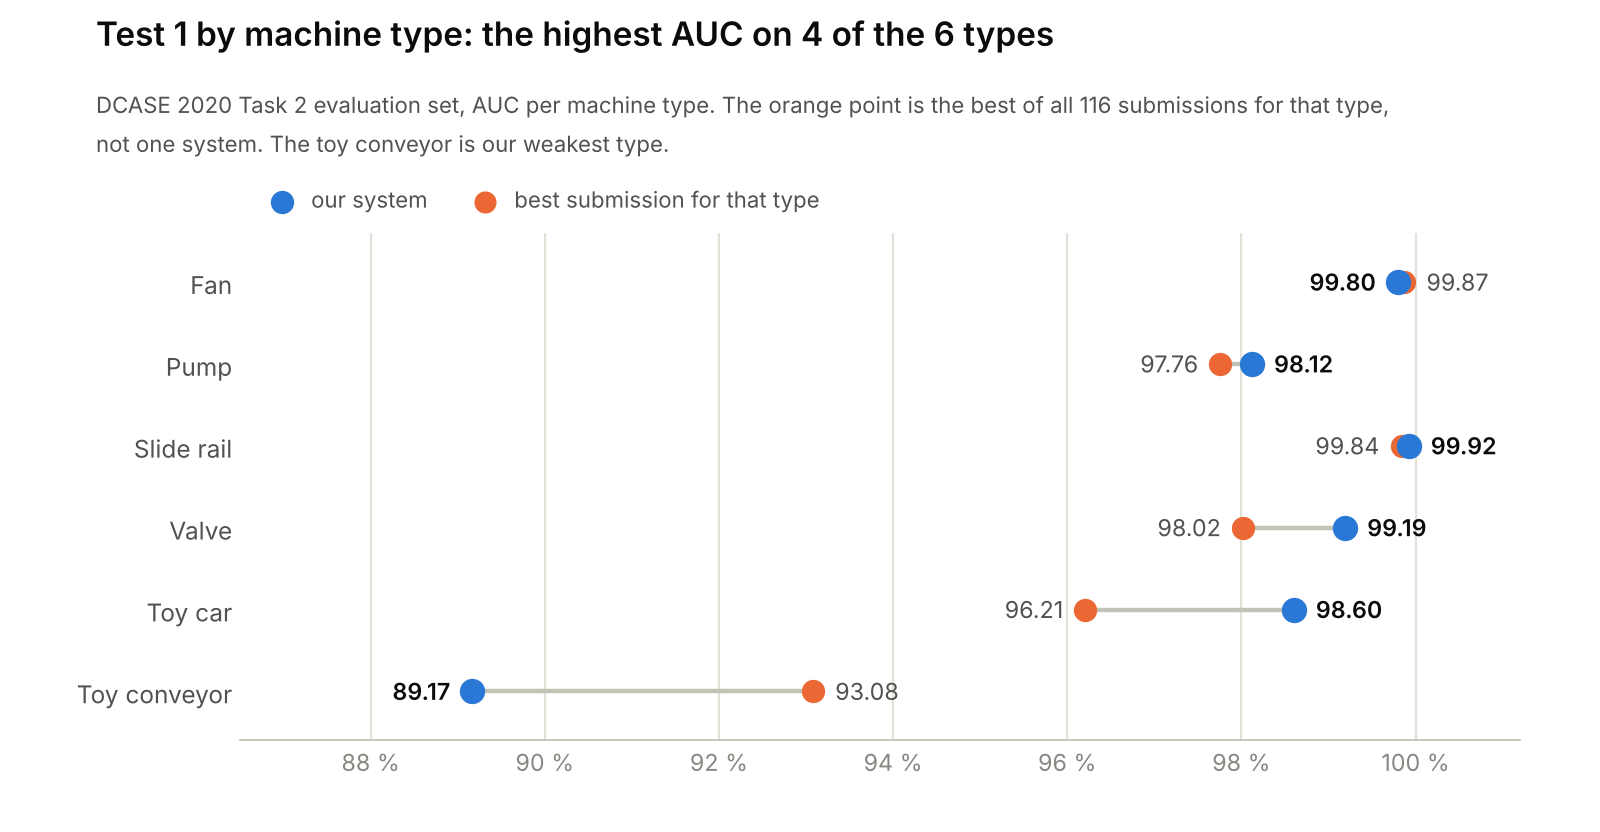 Test 1 by machine type: the highest AUC on 4 of the 6 types
DCASE 2020 Task 2 evaluation set, AUC per machine type. The orange point is the best of all 116 submissions for that type,
not one system. The toy conveyor is our weakest type.
our system best submission for that type
Fan 99.80 99.87
Pump 97.76 98.12
Slide rail 99.84 99.92
Valve 98.02 99.19
Toy car 96.21 98.60
Toy conveyor 89.17 93.08
88 % 90 % 92 % 94 % 96 % 98 % 100 %